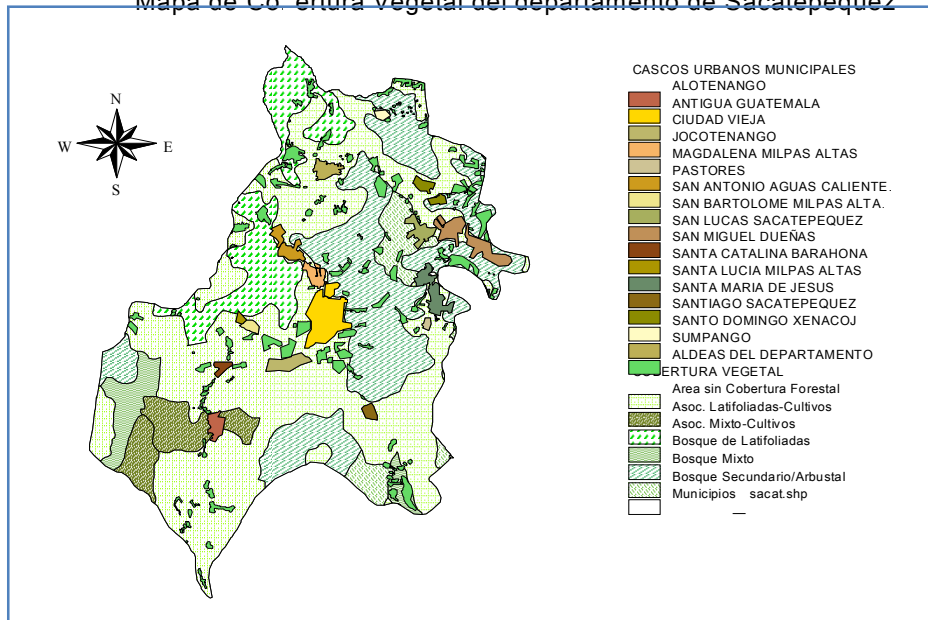 Mapa de Co ertura Vegetal del departamento de Sacatepequez
N
W
E
S
CASCOS URBANOS MUNICIPALES
ALOTENANGO
ANTIGUA GUATEMALA
CIUDAD VIEJA
JOCOTENANGO
MAGDALENA MILPAS ALTAS
PASTORES
SAN ANTONIO AGUAS CALIENTE.
SAN BARTOLOME MILPAS ALTA.
SAN LUCAS SACATEPEQUEZ
SAN MIGUEL DUEÑAS
SANTA CATALINA BARAHONA
SANTA LUCIA MILPAS ALTAS
SANTA MARIA DE JESUS
SANTIAGO SACATEPEQUEZ
SANTO DOMINGO XENACOJ
SUMPANGO
ALDEAS DEL DEPARTAMENTO
BERTURA VEGETAL
Area sin Cobertura Forestal
Asoc. Latifoliadas-Cultivos
Asoc. Mixto-Cultivos
Bosque de Latifoliadas
Bosque Mixto
Bosque Secundario/Arbustal
Municipios sacat.shp